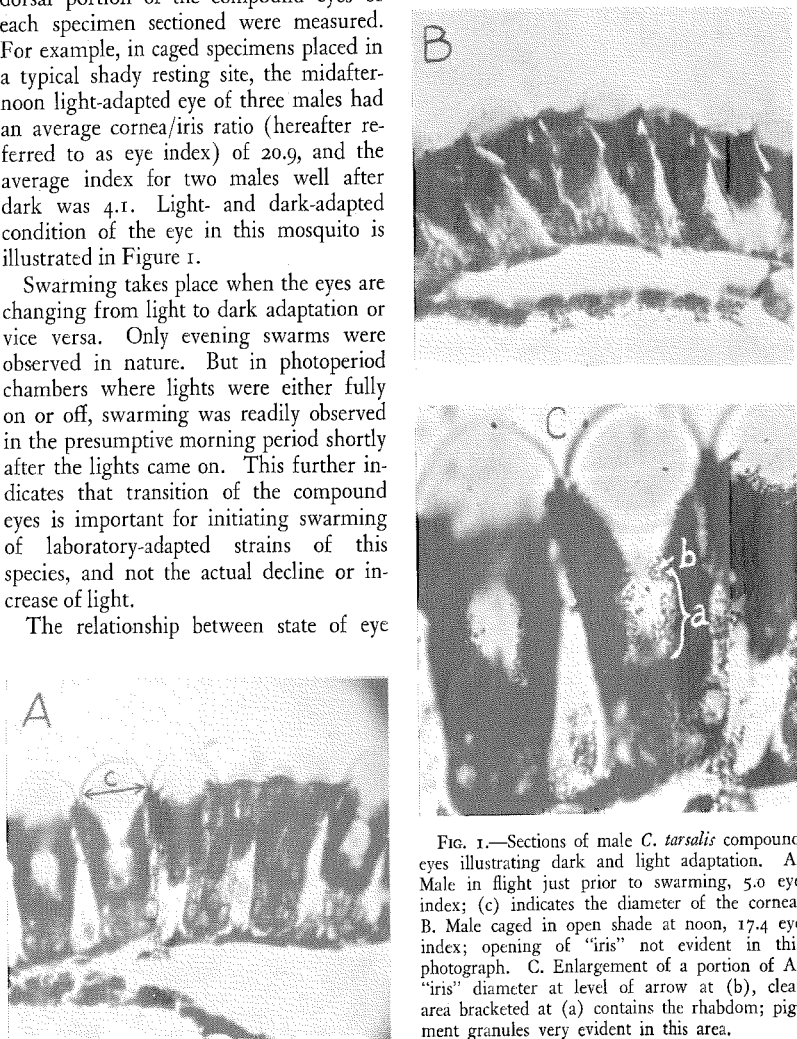 each specimen sectioned were measured.
For example, in caged specimens placed in
a typical shady resting site, the midafter-
noon light-adapted eye of three males had
an average cornea/iris ratio (hereafter re-
ferred to as eye index) of 20.9, and the
average index for two males well after
dark was 4.1. Light- and dark-adapted
condition of the eye in this mosquito is
illustrated in Figure 1.
Swarming takes place when the eyes are
changing from light to dark adaptation or
vice versa. Only evening swarms were
observed in nature. But in photoperiod
chambers where lights were either fully
on or off, swarming was readily observed
in the presumptive morning period shortly
after the lights came on. This further in-
dicates that transition of the compound
eyes is important for initiating swarming
of laboratory-adapted strains of this
species, and not the actual decline or in-
crease of light.
The relationship between state of eye
A
c
B
C
b
a
FIG. 1.—Sections of male C. tarsalis compound
eyes illustrating dark and light adaptation. A
Male in flight just prior to swarming, 5.0 eye
index; (c) indicates the diameter of the cornea
B. Male caged in open shade at noon, 17.4 eye
index; opening of "iris" not evident in thi
photograph. C. Enlargement of a portion of A
"iris" diameter at level of arrow at (b), clea
area bracketed at (a) contains the rhabdom; pig
ment granules very evident in this area.